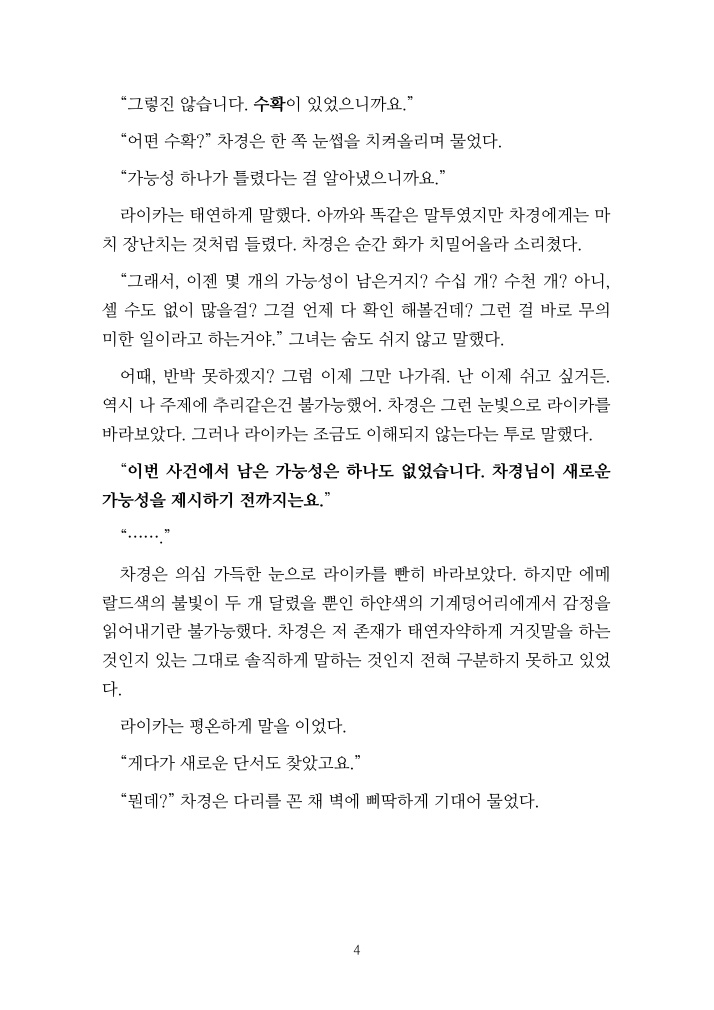 “그렇진 않습니다. 수확이 있었으니까요.”
“어떤 수확?” 차경은 한 쪽 눈썹을 치켜올리며 물었다.
“가능성 하나가 틀렸다는 걸 알아냈으니까요.”
라이카는 태연하게 말했다. 아까와 똑같은 말투였지만 차경에게는 마
치 장난치는 것처럼 들렸다. 차경은 순간 화가 치밀어올라 소리쳤다.
“그래서, 이젠 몇 개의 가능성이 남은거지? 수십 개? 수천 개? 아니,
셀 수도 없이 많을걸? 그걸 언제 다 확인 해볼건데? 그런 걸 바로 무의
미한 일이라고 하는거야.” 그녀는 숨도 쉬지 않고 말했다.
어때, 반박 못하겠지? 그럼 이제 그만 나가줘. 난 이제 쉬고 싶거든.
역시 나 주제에 추리같은건 불가능했어. 차경은 그런 눈빛으로 라이카를
바라보았다. 그러나 라이카는 조금도 이해되지 않는다는 투로 말했다.
“이번 사건에서 남은 가능성은 하나도 없었습니다. 차경님이 새로운
가능성을 제시하기 전까지는요.”
“…….”
차경은 의심 가득한 눈으로 라이카를 빤히 바라보았다. 하지만 에메
랄드색의 불빛이 두 개 달렸을 뿐인 하얀색의 기계덩어리에게서 감정을
읽어내기란 불가능했다. 차경은 저 존재가 태연자약하게 거짓말을 하는
것인지 있는 그대로 솔직하게 말하는 것인지 전혀 구분하지 못하고 있었
다.
라이카는 평온하게 말을 이었다.
“게다가 새로운 단서도 찾았고요.”
“뭔데?” 차경은 다리를 꼰 채 벽에 삐딱하게 기대어 물었다.
4